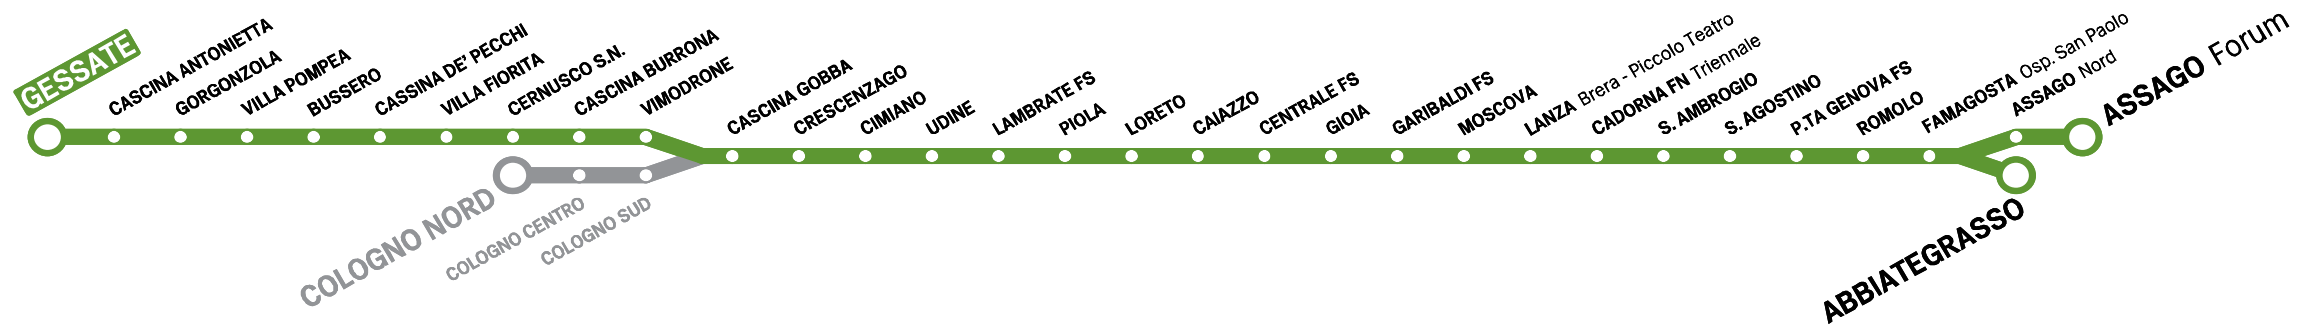 GESSATE
CASCINA ANTONIETTA
GORGONZOLA
VILLA POMPEA
BUSSERO
CASSINA DE' PECCHI
VILLA FIORITA
CERNUSCO S.N.
CASCINA BURRONA
VIMODRONE
CASCINA GOBBA
CRESCENZAGO
CIMIANO
UDINE
LAMBRATE FS
PIOLA
LORETO
CAIAZZO
CENTRALE FS
GIOIA
GARIBALDI FS
MOSCOVA
LANZA Brera - Piccolo Teatro
CADORNA FN Triennale
S. AMBROGIO
S. AGOSTINO
P.TA GENOVA FS
ROMOLO
FAMAGOSTA Osp. San Paolo
ASSAGO Nord
ASSAGO Forum
COLOGNO NORD
COLOGNO CENTRO
COLOGNO SUD
ABBIATEGRASSO